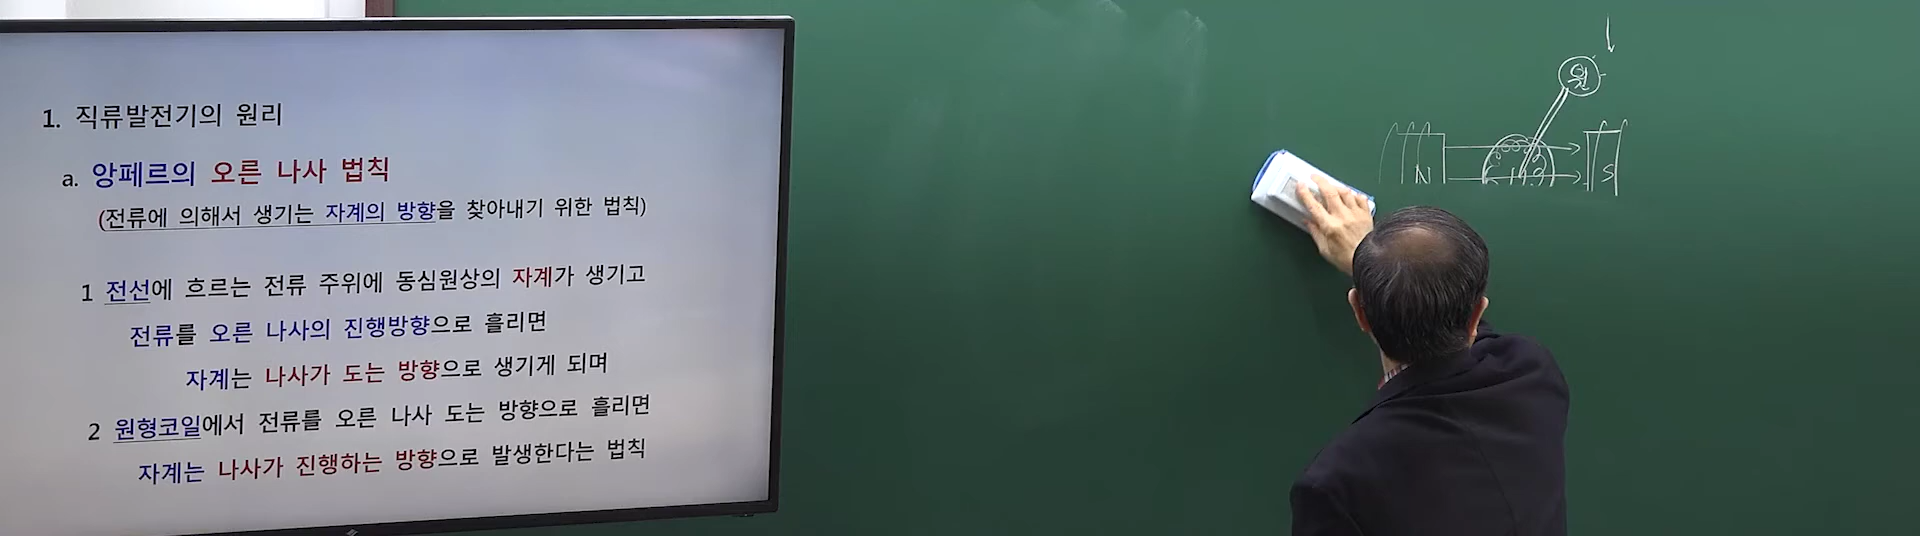 1. 직류발전기의 원리
a. 앙페르의 오른 나사 법칙
(전류에 의해서 생기는 자계의 방향을 찾아내기 위한 법칙)
1 전선에 흐르는 전류 주위에 동심원상의 자계가 생기고
전류를 오른 나사의 진행방향으로 흘리면
자계는 나사가 도는 방향으로 생기게 되며
2 원형코일에서 전류를 오른 나사 도는 방향으로 흘리면
자계는 나사가 진행하는 방향으로 발생한다는 법칙
원
N
S